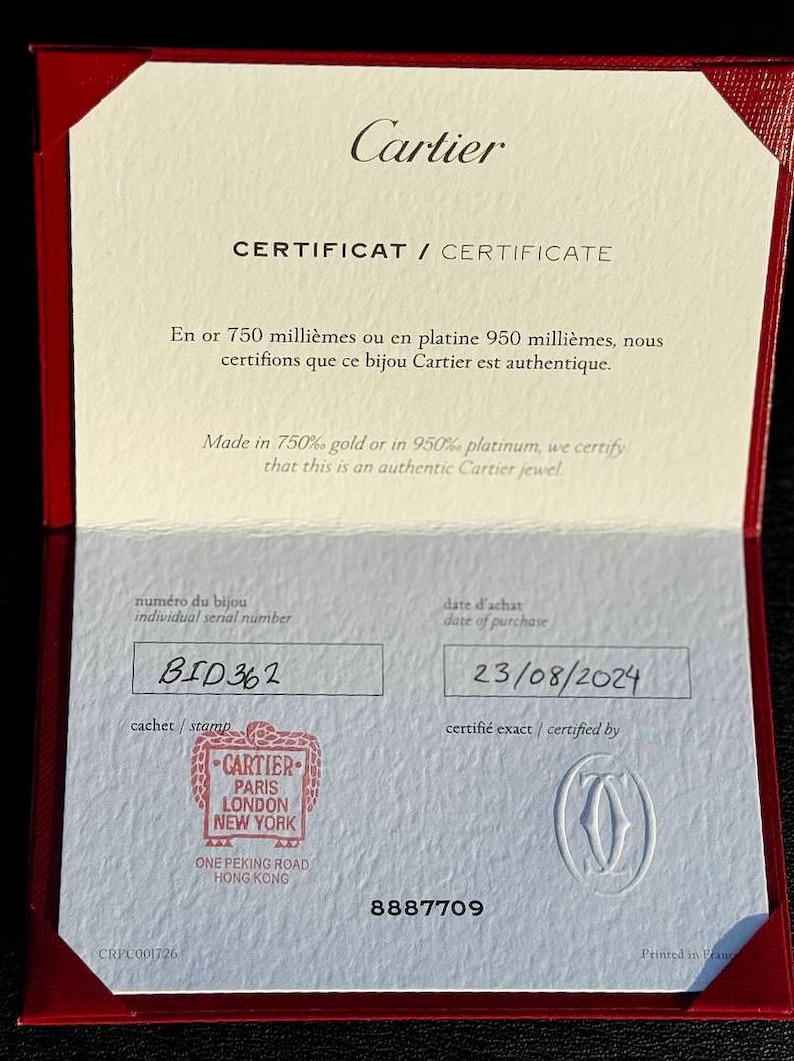 Cartier
CERTIFICAT / CERTIFICATE
En or 750 millièmes ou en platine 950 millièmes, nous
certifions que ce bijou Cartier est authentique.
Made in 750‰ gold or in 950‰ platinum, we certify
that this is an authentic Cartier jewel.
numéro du bijou
individual serial number
BID362
date d'achat
date of purchase
23/08/2024
cachet / stamp
CARTIER
PARIS
LONDON
NEW YORK
ONE PEKING ROAD
HONG KONG
certifié exact / certified by
8887709
CRPC001726
Printed in France